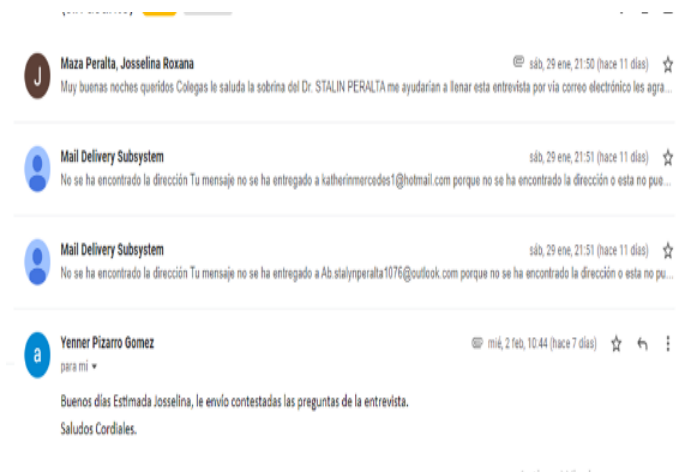 J
Maza Peralta, Josselina Roxana
sáb, 29 ene, 21:50 (hace 11 días)
Muy buenas noches queridos Colegas le saluda la sobrina del Dr. STALIN PERALTA me ayudarían a llenar esta entrevista por via correo electrónico les agra...
Mail Delivery Subsystem
sáb, 29 ene, 21:51 (hace 11 días)
No se ha encontrado la dirección Tu mensaje no se ha entregado a katherinmercedes1@hotmail.com porque no se ha encontrado la dirección o esta no pue...
Mail Delivery Subsystem
sáb, 29 ene, 21:51 (hace 11 días)
No se ha encontrado la dirección Tu mensaje no se ha entregado a Ab.stalynperalta1076@outlook.com porque no se ha encontrado la dirección o esta no pu...
a
Yenner Pizarro Gomez
mié, 2 feb, 10:44 (hace 7 días)
para mi
Buenos días Estimada Josselina, le envío contestadas las preguntas de la entrevista.
Saludos Cordiales.